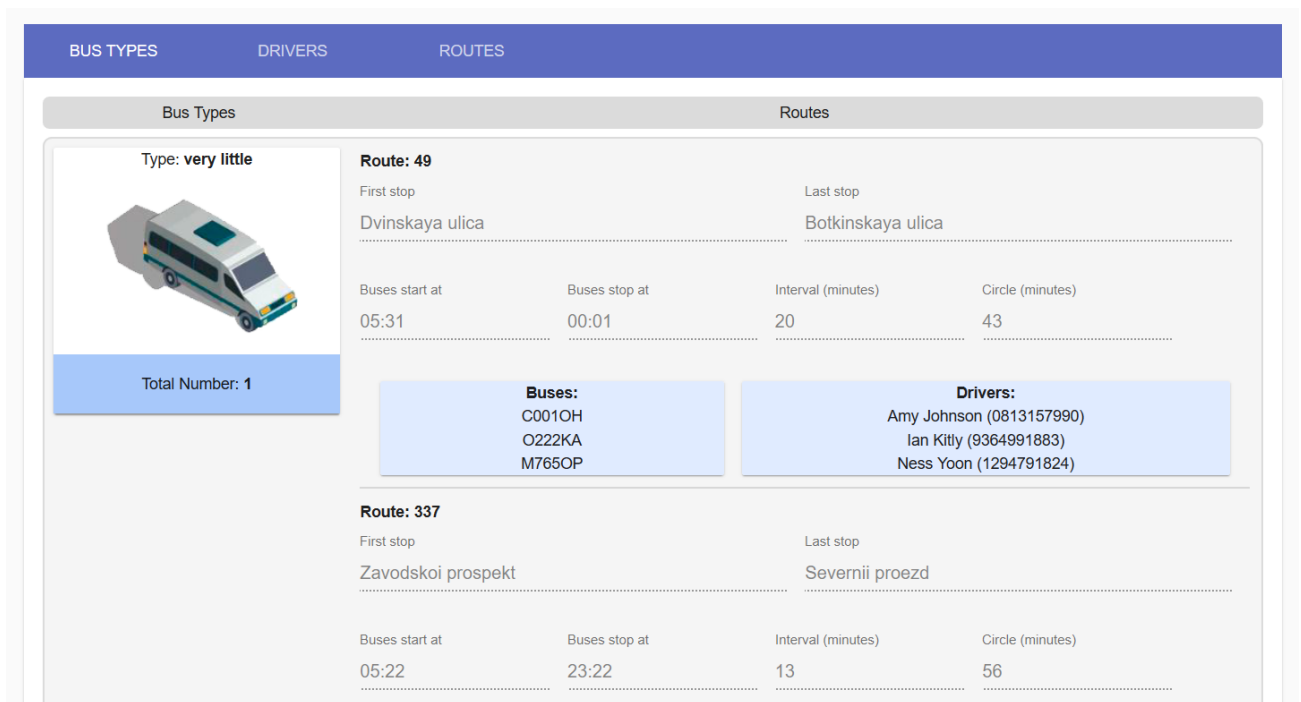 BUS TYPES DRIVERS ROUTES
Bus Types Routes
Type: very little
Total Number: 1
Route: 49
First stop Last stop
Dvinskaya ulica Botkinskaya ulica
Buses start at Buses stop at Interval (minutes) Circle (minutes)
05:31 00:01 20 43
Buses: Drivers:
C001OH Amy Johnson (0813157990)
O222KA Ian Kitly (9364991883)
M765OP Ness Yoon (1294791824)
Route: 337
First stop Last stop
Zavodskoi prospekt Severnii proezd
Buses start at Buses stop at Interval (minutes) Circle (minutes)
05:22 23:22 13 56